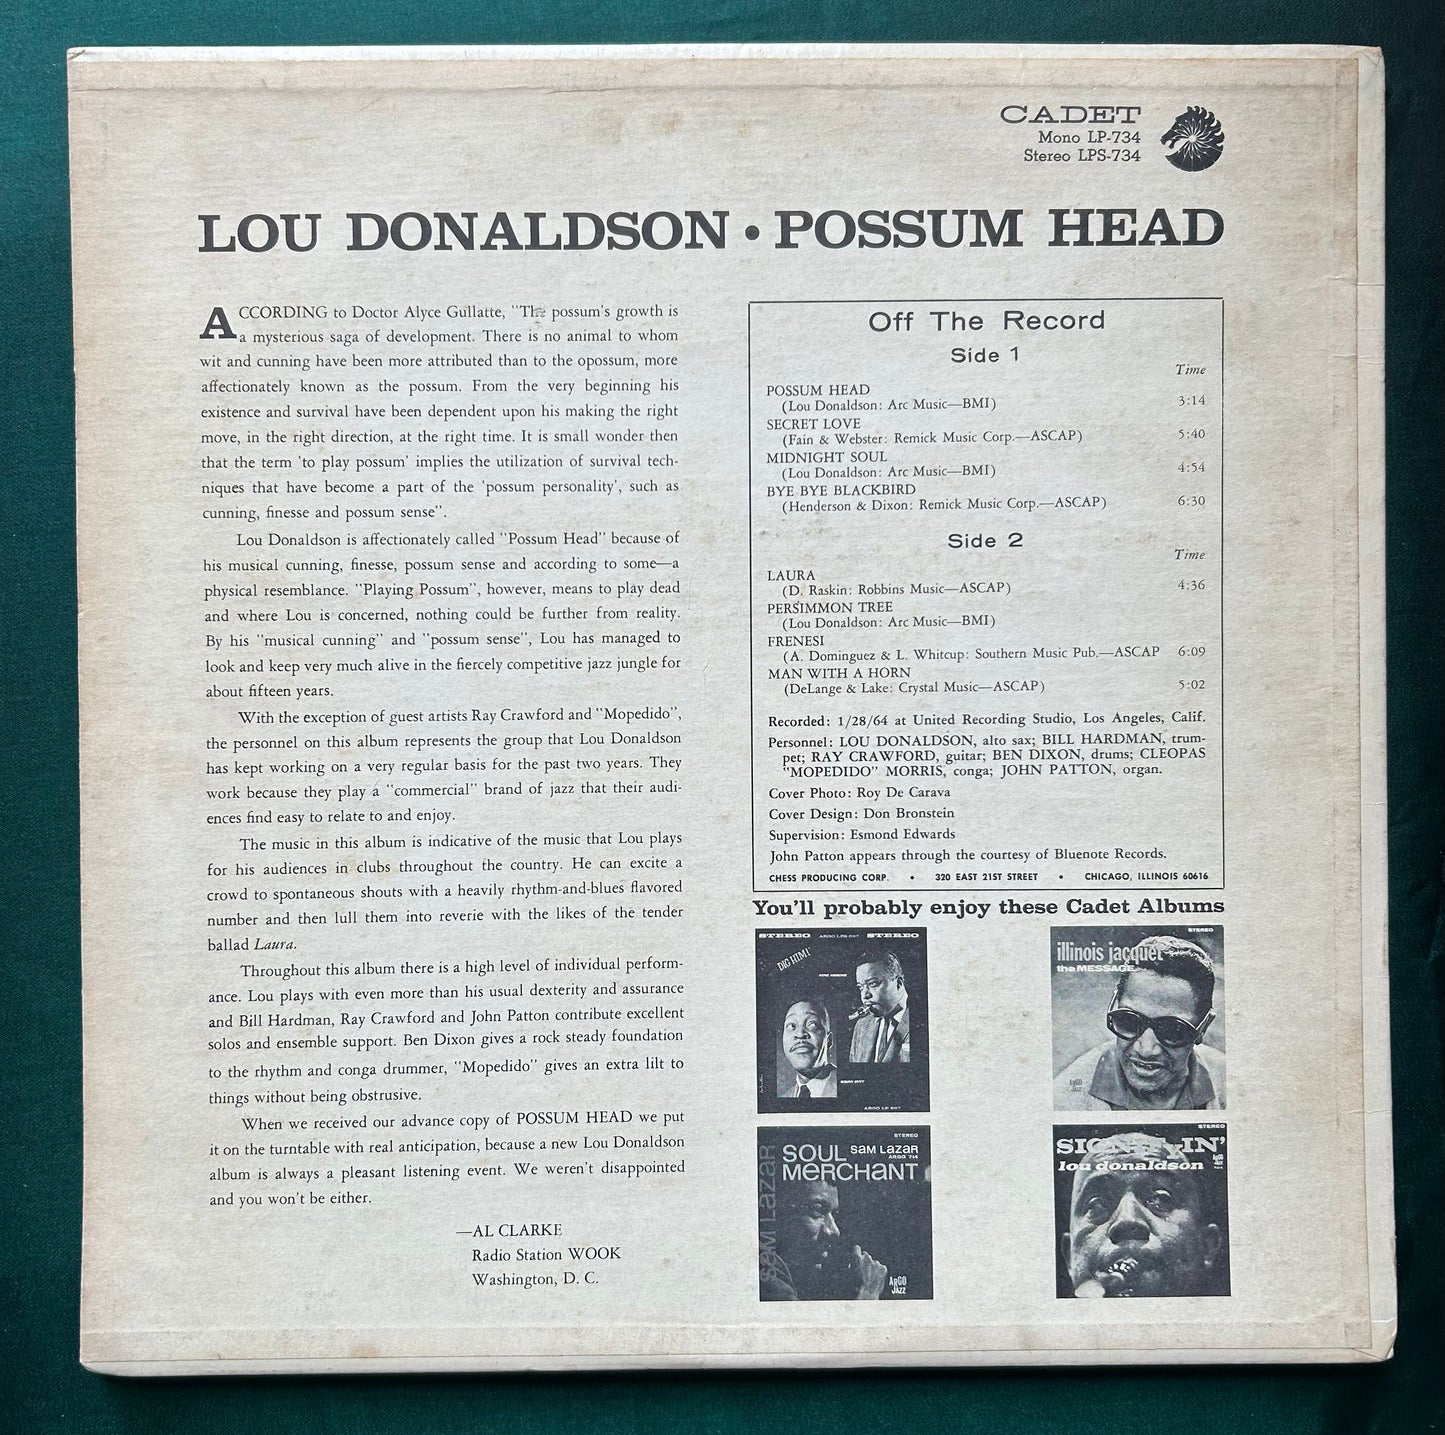 CADET
Mono LP-734
Stereo LPS-734
LOU DONALDSON • POSSUM HEAD
ACCORDING to Doctor Alyce Gullatte, "The possum's growth is
a mysterious saga of development. There is no animal to whom
wit and cunning have been more attributed than to the opossum, more
affectionately known as the possum. From the very beginning his
existence and survival have been dependent upon his making the right
move, in the right direction, at the right time. It is small wonder then
that the term 'to play possum' implies the utilization of survival tech-
niques that have become a part of the 'possum personality', such as
cunning, finesse and possum sense".
Lou Donaldson is affectionately called "Possum Head" because of
his musical cunning, finesse, possum sense and according to some—a
physical resemblance. "Playing Possum", however, means to play dead
and where Lou is concerned, nothing could be further from reality.
By his "musical cunning" and "possum sense", Lou has managed to
look and keep very much alive in the fiercely competitive jazz jungle for
about fifteen years.
With the exception of guest artists Ray Crawford and "Mopedido",
the personnel on this album represents the group that Lou Donaldson
has kept working on a very regular basis for the past two years. They
work because they play a "commercial" brand of jazz that their audi-
ences find easy to relate to and enjoy.
The music in this album is indicative of the music that Lou plays
for his audiences in clubs throughout the country. He can excite a
crowd to spontaneous shouts with a heavily rhythm-and-blues flavored
number and then lull them into reverie with the likes of the tender
ballad Laura.
Throughout this album there is a high level of individual perform-
ance. Lou plays with even more than his usual dexterity and assurance
and Bill Hardman, Ray Crawford and John Patton contribute excellent
solos and ensemble support. Ben Dixon gives a rock steady foundation
to the rhythm and conga drummer, "Mopedido" gives an extra lilt to
things without being obstrusive.
When we received our advance copy of POSSUM HEAD we put
it on the turntable with real anticipation, because a new Lou Donaldson
album is always a pleasant listening event. We weren't disappointed
and you won't be either.
—AL CLARKE
Radio Station WOOK
Washington, D. C.
Off The Record
Side 1
Time
POSSUM HEAD
(Lou Donaldson: Arc Music—BMI) 3:14
SECRET LOVE
(Fain & Webster: Remick Music Corp.—ASCAP) 5:40
MIDNIGHT SOUL
(Lou Donaldson: Arc Music—BMI) 4:54
BYE BYE BLACKBIRD
(Henderson & Dixon: Remick Music Corp.—ASCAP) 6:30
Side 2
Time
LAURA
(D. Raskin: Robbins Music—ASCAP) 4:36
PERSIMMON TREE
(Lou Donaldson: Arc Music—BMI)
FRENESI
(A. Dominguez & L. Whitcup: Southern Music Pub.—ASCAP 6:09
MAN WITH A HORN
(DeLange & Lake: Crystal Music—ASCAP) 5:02
Recorded: 1/28/64 at United Recording Studio, Los Angeles, Calif.
Personnel: LOU DONALDSON, alto sax; BILL HARDMAN, trum-
pet; RAY CRAWFORD, guitar; BEN DIXON, drums; CLEOPAS
"MOPEDIDO" MORRIS, conga; JOHN PATTON, organ.
Cover Photo: Roy De Carava
Cover Design: Don Bronstein
Supervision: Esmond Edwards
John Patton appears through the courtesy of Bluenote Records.
CHESS PRODUCING CORP. • 320 EAST 21ST STREET • CHICAGO, ILLINOIS 60616
You'll probably enjoy these Cadet Albums
STEREO ARGO LPS 697 STEREO
DIG HIM!
ARGO LP 697
STEREO
illinois jacquet
the MESSAGE
ARGO
JAZZ
STEREO
SOUL SAM LAZAR
ARGO 714
MERCHANT
SAM LAZAR
ARGO
JAZZ
STEREO
lou donaldson